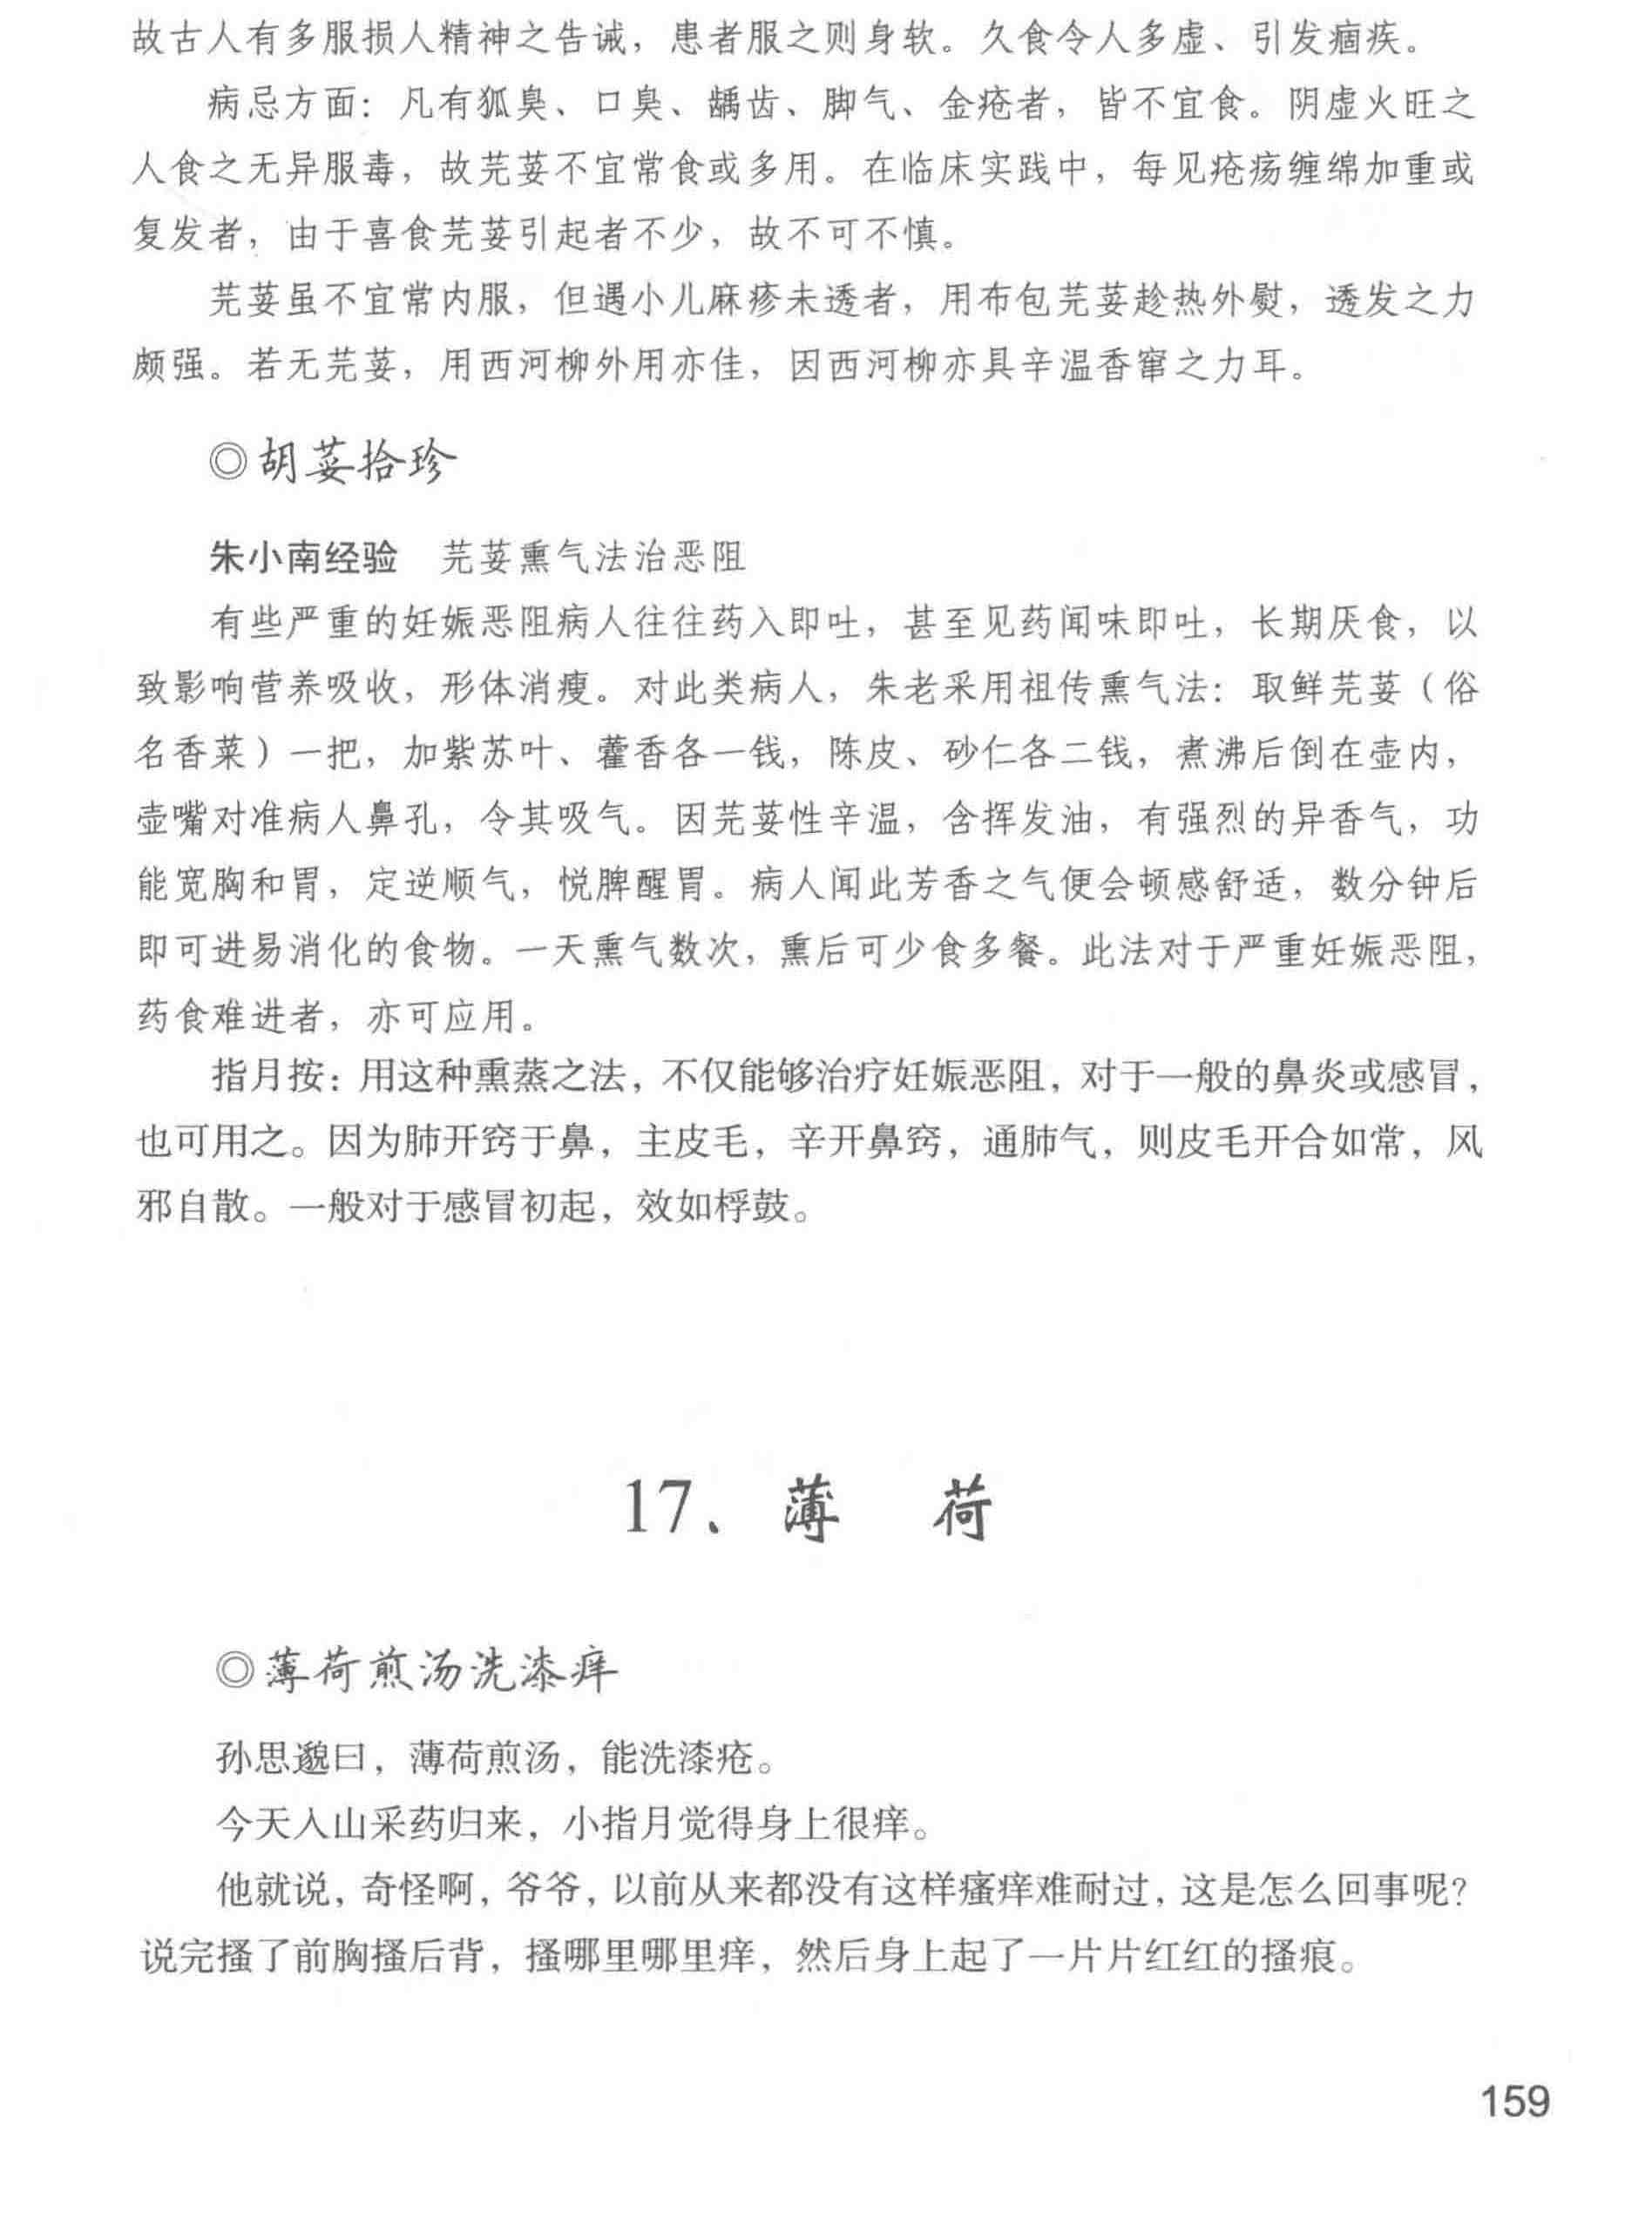 故古人有多服损人精神之告诫，患者服之则身软。久食令人多虚、引发痼疾。
病忌方面：凡有狐臭、口臭、龋齿、脚气、金疮者，皆不宜食。阴虚火旺之
人食之无异服毒，故芫荽不宜常食或多用。在临床实践中，每见疮疡缠绵加重或
复发者，由于喜食芫荽引起者不少，故不可不慎。
芫荽虽不宜常内服，但遇小儿麻疹未透者，用布包芫荽趁热外熨，透发之力
颇强。若无芫荽，用西河柳外用亦佳，因西河柳亦具辛温香窜之力耳。
◎胡荽拾珍
朱小南经验 芫荽熏气法治恶阻
有些严重的妊娠恶阻病人往往药入即吐，甚至见药闻味即吐，长期厌食，以
致影响营养吸收，形体消瘦。对此类病人，朱老采用祖传熏气法：取鲜芫荽（俗
名香菜）一把，加紫苏叶、藿香各一钱，陈皮、砂仁各二钱，煮沸后倒在壶内，
壶嘴对准病人鼻孔，令其吸气。因芫荽性辛温，含挥发油，有强烈的异香气，功
能宽胸和胃，定逆顺气，悦脾醒胃。病人闻此芳香之气便会顿感舒适，数分钟后
即可进易消化的食物。一天熏气数次，熏后可少食多餐。此法对于严重妊娠恶阻，
药食难进者，亦可应用。
指月按：用这种熏蒸之法，不仅能够治疗妊娠恶阻，对于一般的鼻炎或感冒，
也可用之。因为肺开窍于鼻，主皮毛，辛开鼻窍，通肺气，则皮毛开合如常，风
邪自散。一般对于感冒初起，效如桴鼓。
17、薄 荷
◎薄荷煎汤洗漆痒
孙思邈曰，薄荷煎汤，能洗漆疮。
今天入山采药归来，小指月觉得身上很痒。
他就说，奇怪啊，爷爷，以前从来都没有这样瘙痒难耐过，这是怎么回事呢？
说完搔了前胸搔后背，搔哪里哪里痒，然后身上起了一片片红红的搔痕。
159